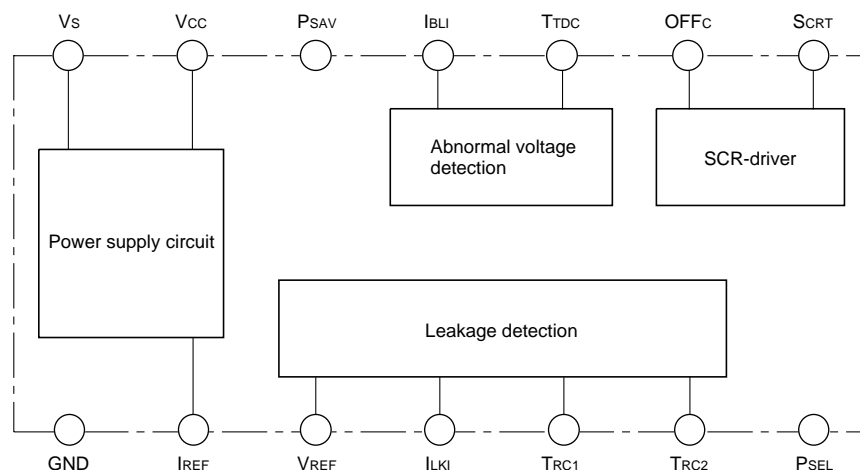 Vs Vcc PSAV IBLI TTDC OFFc SCRT
Abnormal voltage
detection
SCR-driver
Power supply circuit
Leakage detection
GND IREF VREF ILKI TRC1 TRC2 PSEL